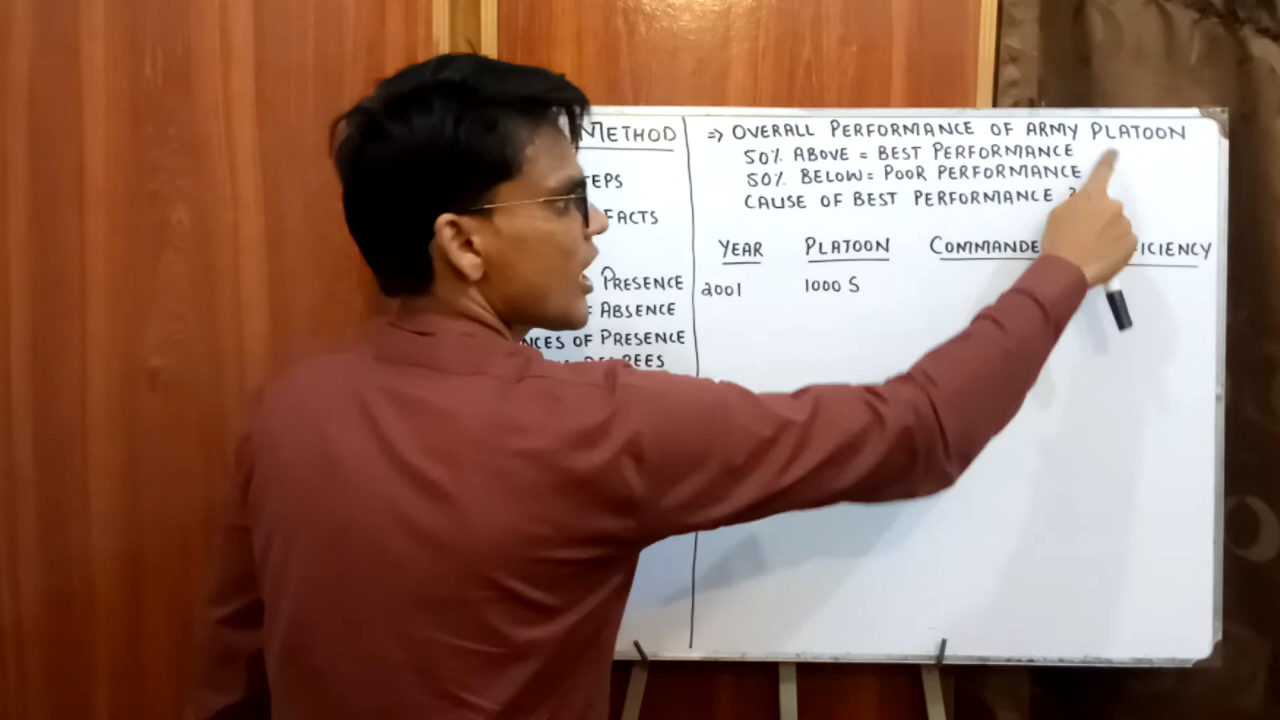 METHOD
TEPS
FACTS
PRESENCE
F ABSENCE
NCES OF PRESENCE
⇒ OVERALL PERFORMANCE OF ARMY PLATOON
50% ABOVE = BEST PERFORMANCE
50% BELOW = POOR PERFORMANCE
CAUSE OF BEST PERFORMANCE ?
YEAR PLATOON COMMANDE ICIENCY
2001 1000 S